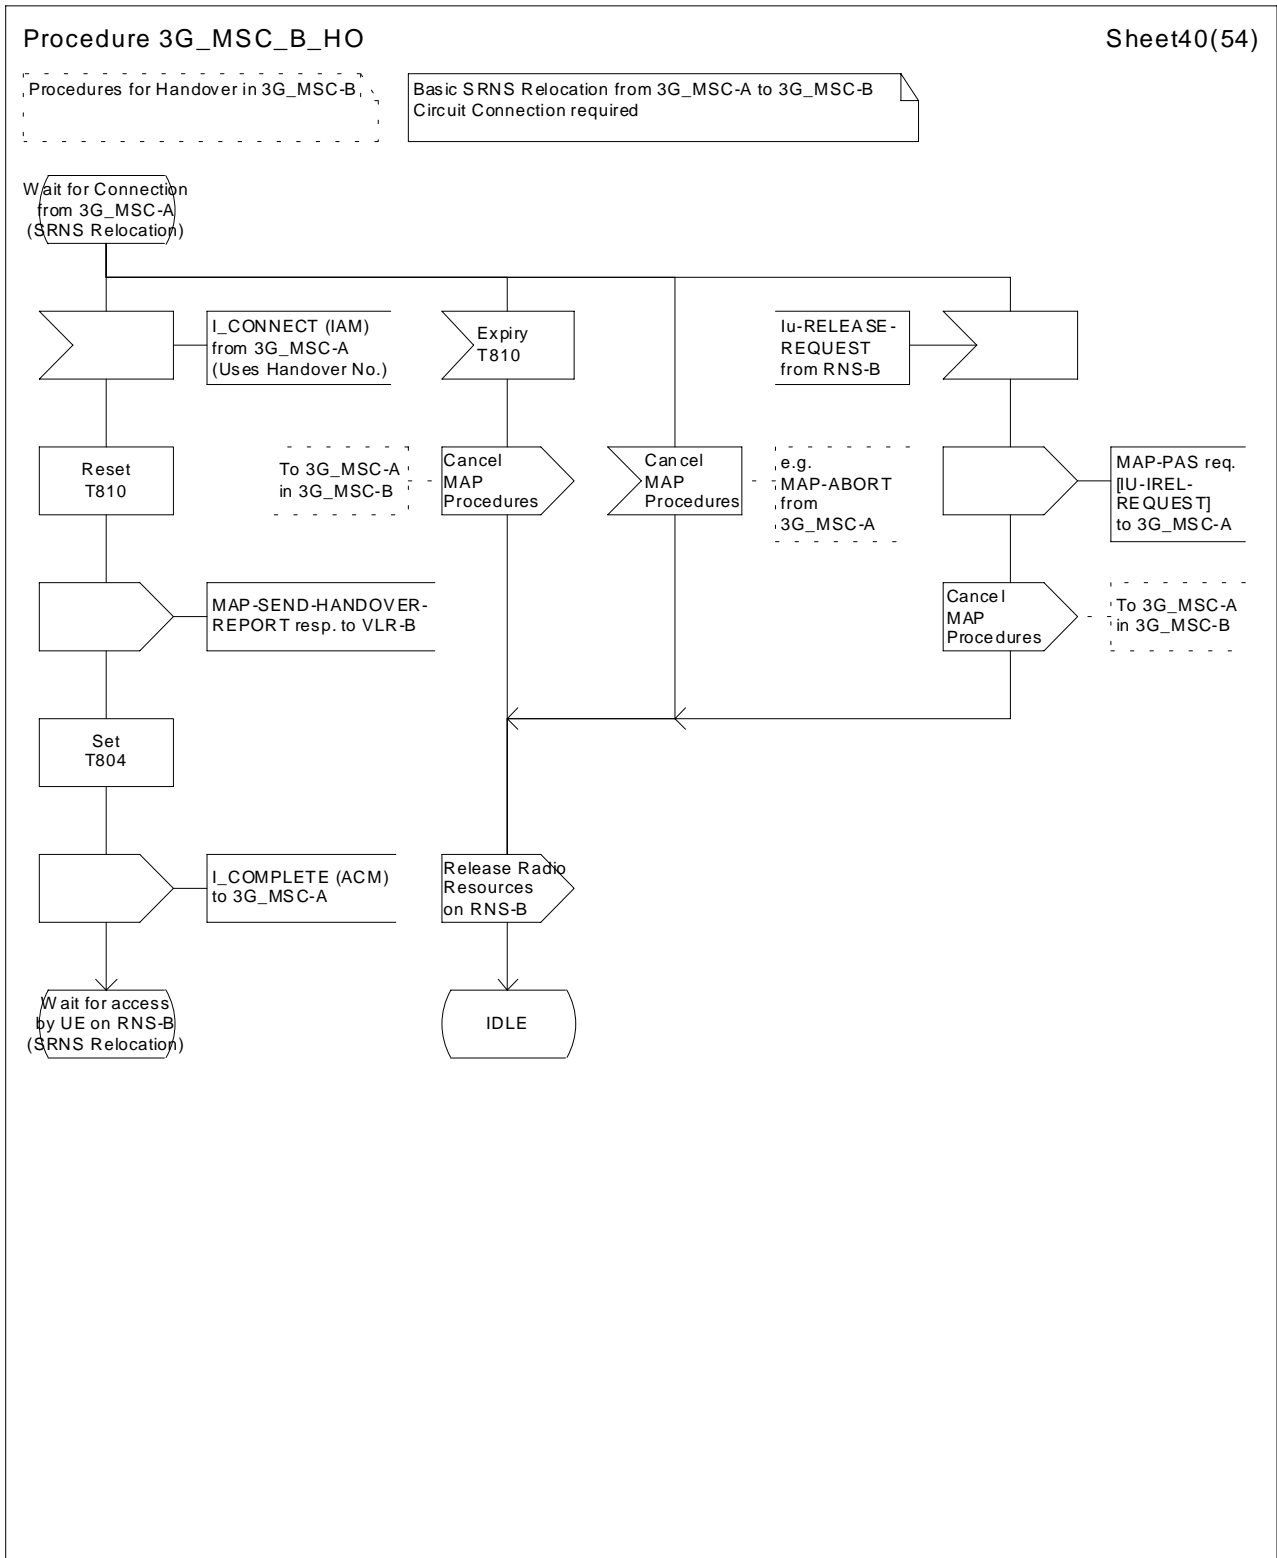 Procedure 3G_MSC_B_HO
Sheet40(54)
Procedures for Handover in 3G_MSC-B
Basic SRNS Relocation from 3G_MSC-A to 3G_MSC-B
Circuit Connection required
Wait for Connection
from 3G_MSC-A
(SRNS Relocation)
I_CONNECT (IAM)
from 3G_MSC-A
(Uses Handover No.)
Expiry
T810
Iu-RELEASE-
REQUEST
from RNS-B
Reset
T810
To 3G_MSC-A
in 3G_MSC-B
Cancel
MAP
Procedures
Cancel
MAP
Procedures
e.g.
MAP-ABORT
from
3G_MSC-A
MAP-PAS req.
[IU-IREL-
REQUEST]
to 3G_MSC-A
MAP-SEND-HANDOVER-
REPORT resp. to VLR-B
Cancel
MAP
Procedures
To 3G_MSC-A
in 3G_MSC-B
Set
T804
I_COMPLETE (ACM)
to 3G_MSC-A
Release Radio
Resources
on RNS-B
Wait for access
by UE on RNS-B
(SRNS Relocation)
IDLE